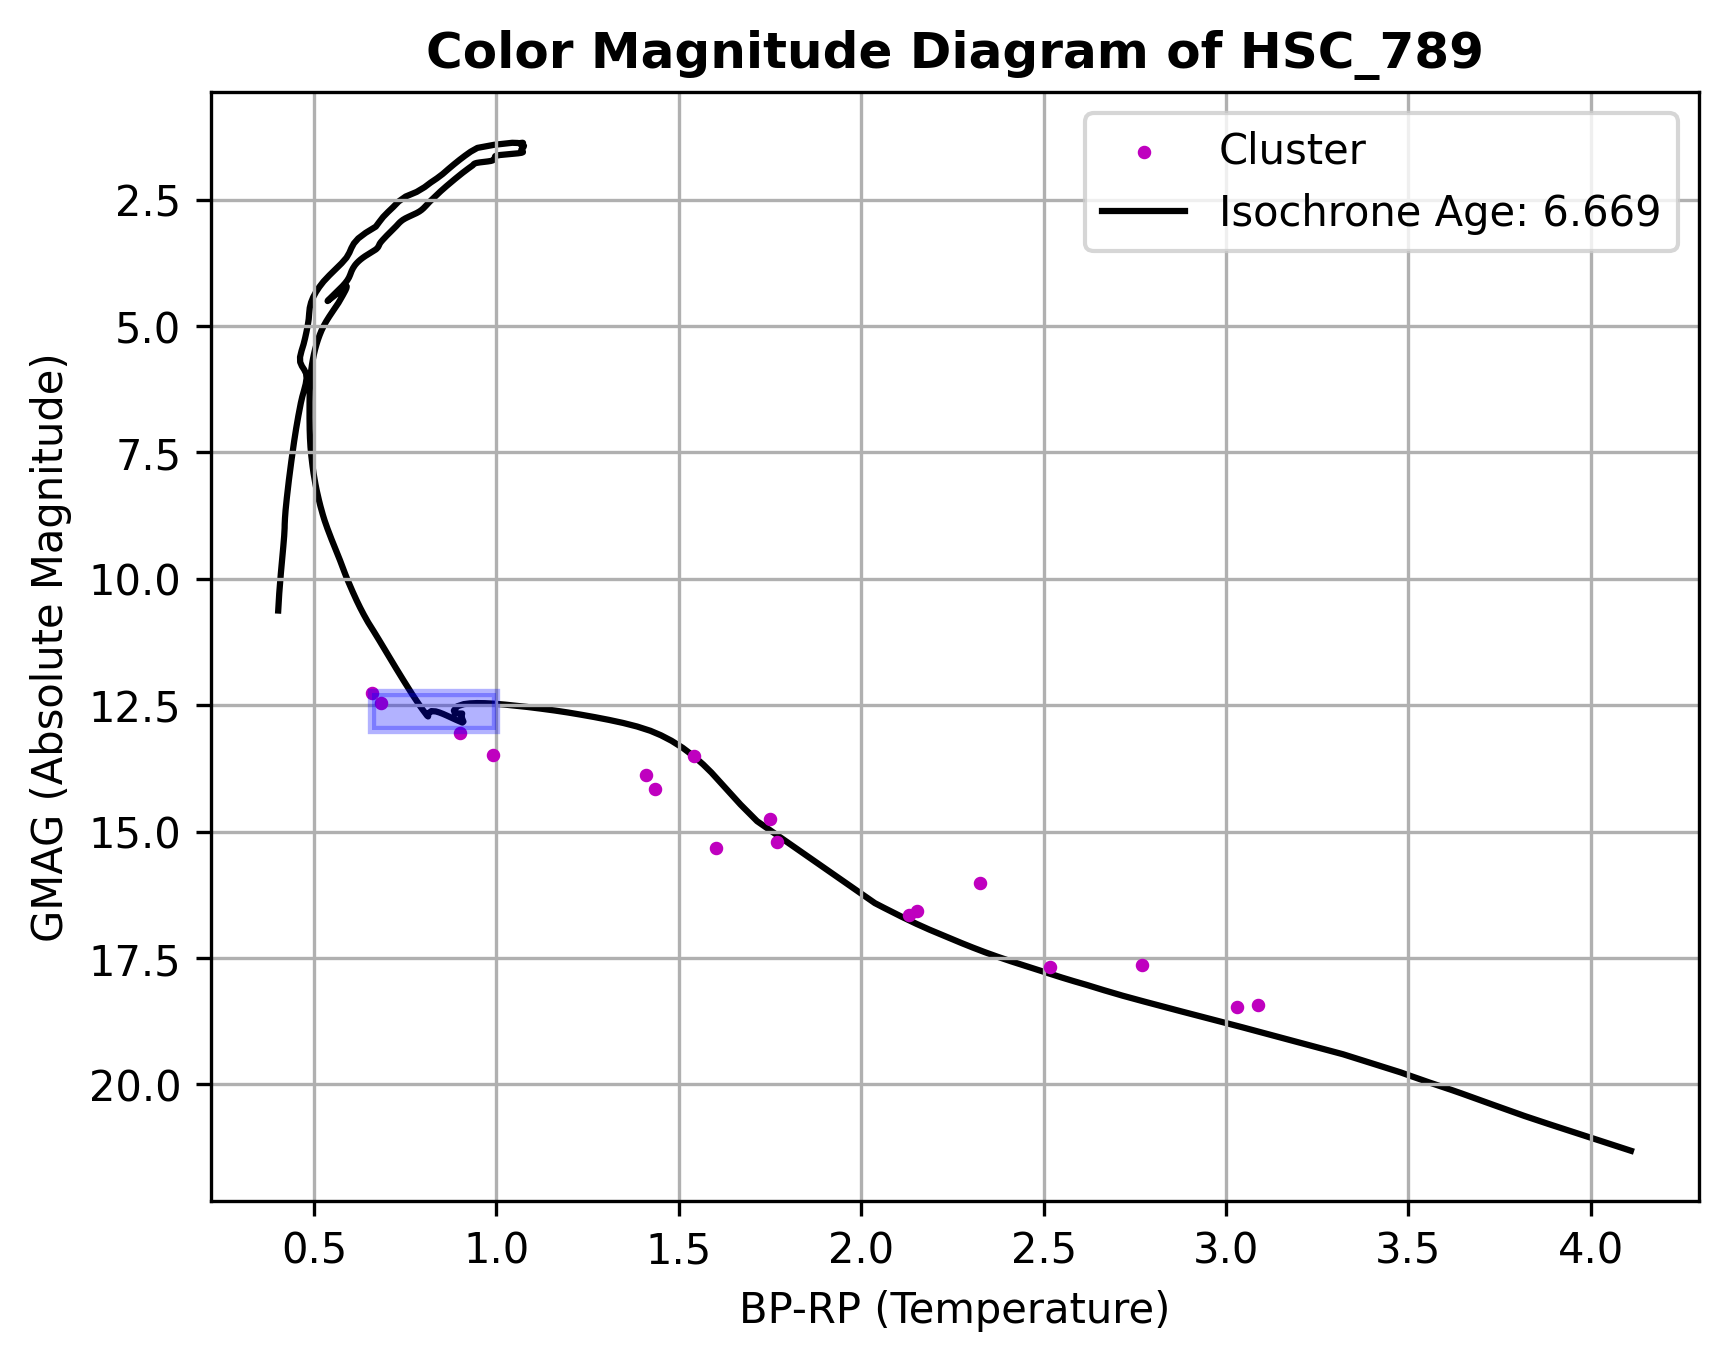 Color Magnitude Diagram of HSC_789
Cluster
Isochrone Age: 6.669
GMAG (Absolute Magnitude)
2.5
5.0
7.5
10.0
12.5
15.0
17.5
20.0
0.5 1.0 1.5 2.0 2.5 3.0 3.5 4.0
BP-RP (Temperature)